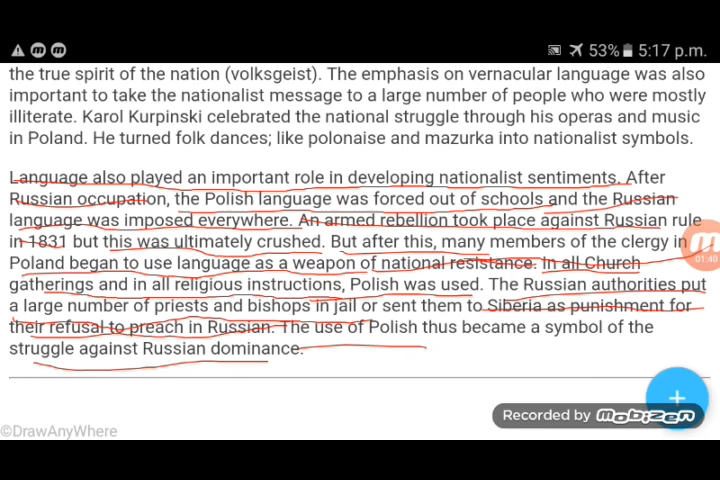 53% 5:17 p.m.
the true spirit of the nation (volksgeist). The emphasis on vernacular language was also
important to take the nationalist message to a large number of people who were mostly
illiterate. Karol Kurpinski celebrated the national struggle through his operas and music
in Poland. He turned folk dances; like polonaise and mazurka into nationalist symbols.
Language also played an important role in developing nationalist sentiments. After
Russian occupation, the Polish language was forced out of schools and the Russian
language was imposed everywhere. An armed rebellion took place against Russian rule
in 1831 but this was ultimately crushed. But after this, many members of the clergy in
Poland began to use language as a weapon of national resistance. In all Church
gatherings and in all religious instructions, Polish was used. The Russian authorities put
a large number of priests and bishops in jail or sent them to Siberia as punishment for
their refusal to preach in Russian. The use of Polish thus became a symbol of the
struggle against Russian dominance.
01:40
+
Recorded by mobizen
©DrawAnyWhere